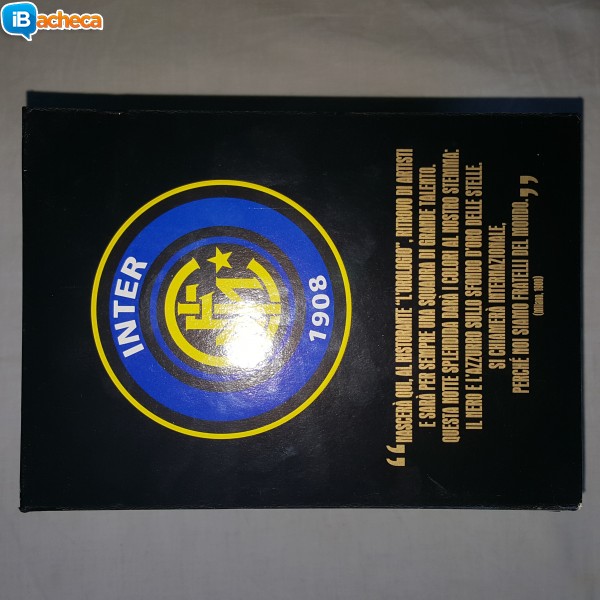 iBacheca
INTER
1908
“NASCERÀ QUI, AL RISTORANTE "L'OROLOGIO", RITROVO DI ARTISTI
E SARÀ PER SEMPRE UNA SQUADRA DI GRANDE TALENTO.
QUESTA NOTTE SPLENDIDA DARÀ I COLORI AL NOSTRO STEMMA:
IL NERO E L'AZZURRO SULLO SFONDO D'ORO DELLE STELLE.
SI CHIAMERÀ INTERNAZIONALE,
PERCHÉ NOI SIAMO FRATELLI DEL MONDO.”
(Milano, 1908)